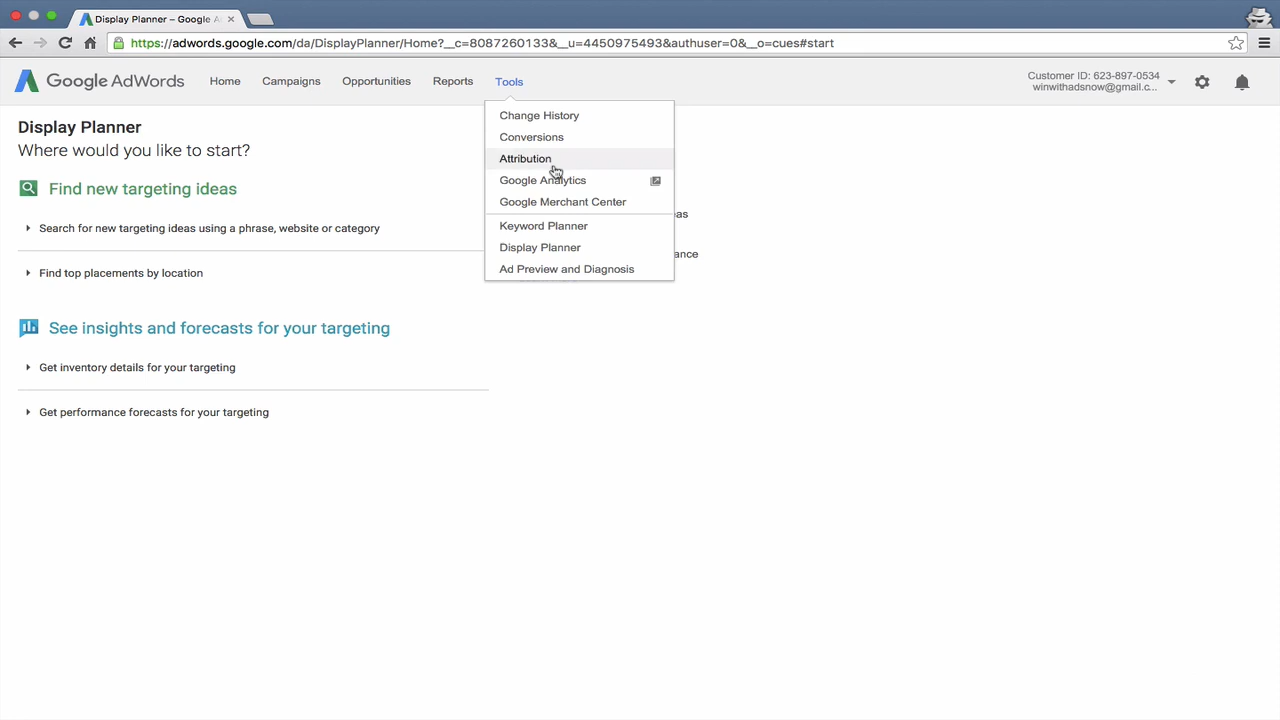 Display Planner – Google A
https://adwords.google.com/da/DisplayPlanner/Home?__c=8087260133&__u=4450975493&authuser=0&__o=cues#start
Google AdWords Home Campaigns Opportunities Reports Tools
Customer ID: 623-897-0534
winwithadsnow@gmail.c...
Change History
Conversions
Attribution
Google Analytics
Google Merchant Center
Keyword Planner
Display Planner
Ad Preview and Diagnosis
Display Planner
Where would you like to start?
Find new targeting ideas
Search for new targeting ideas using a phrase, website or category
Find top placements by location
See insights and forecasts for your targeting
Get inventory details for your targeting
Get performance forecasts for your targeting